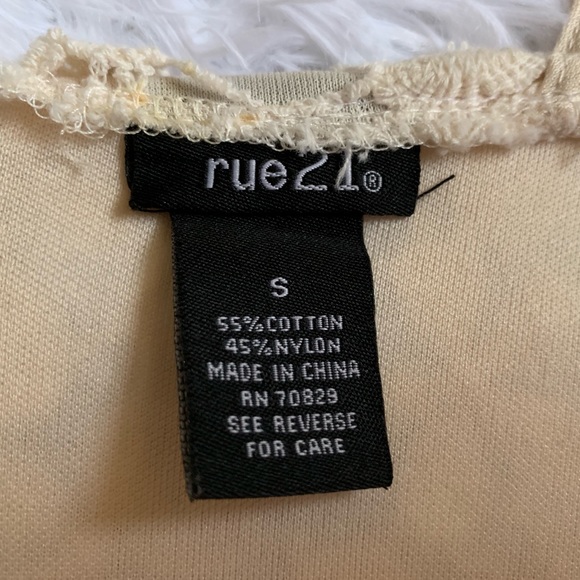 rue21®
S
55%COTTON
45%NYLON
MADE IN CHINA
RN 70829
SEE REVERSE
FOR CARE